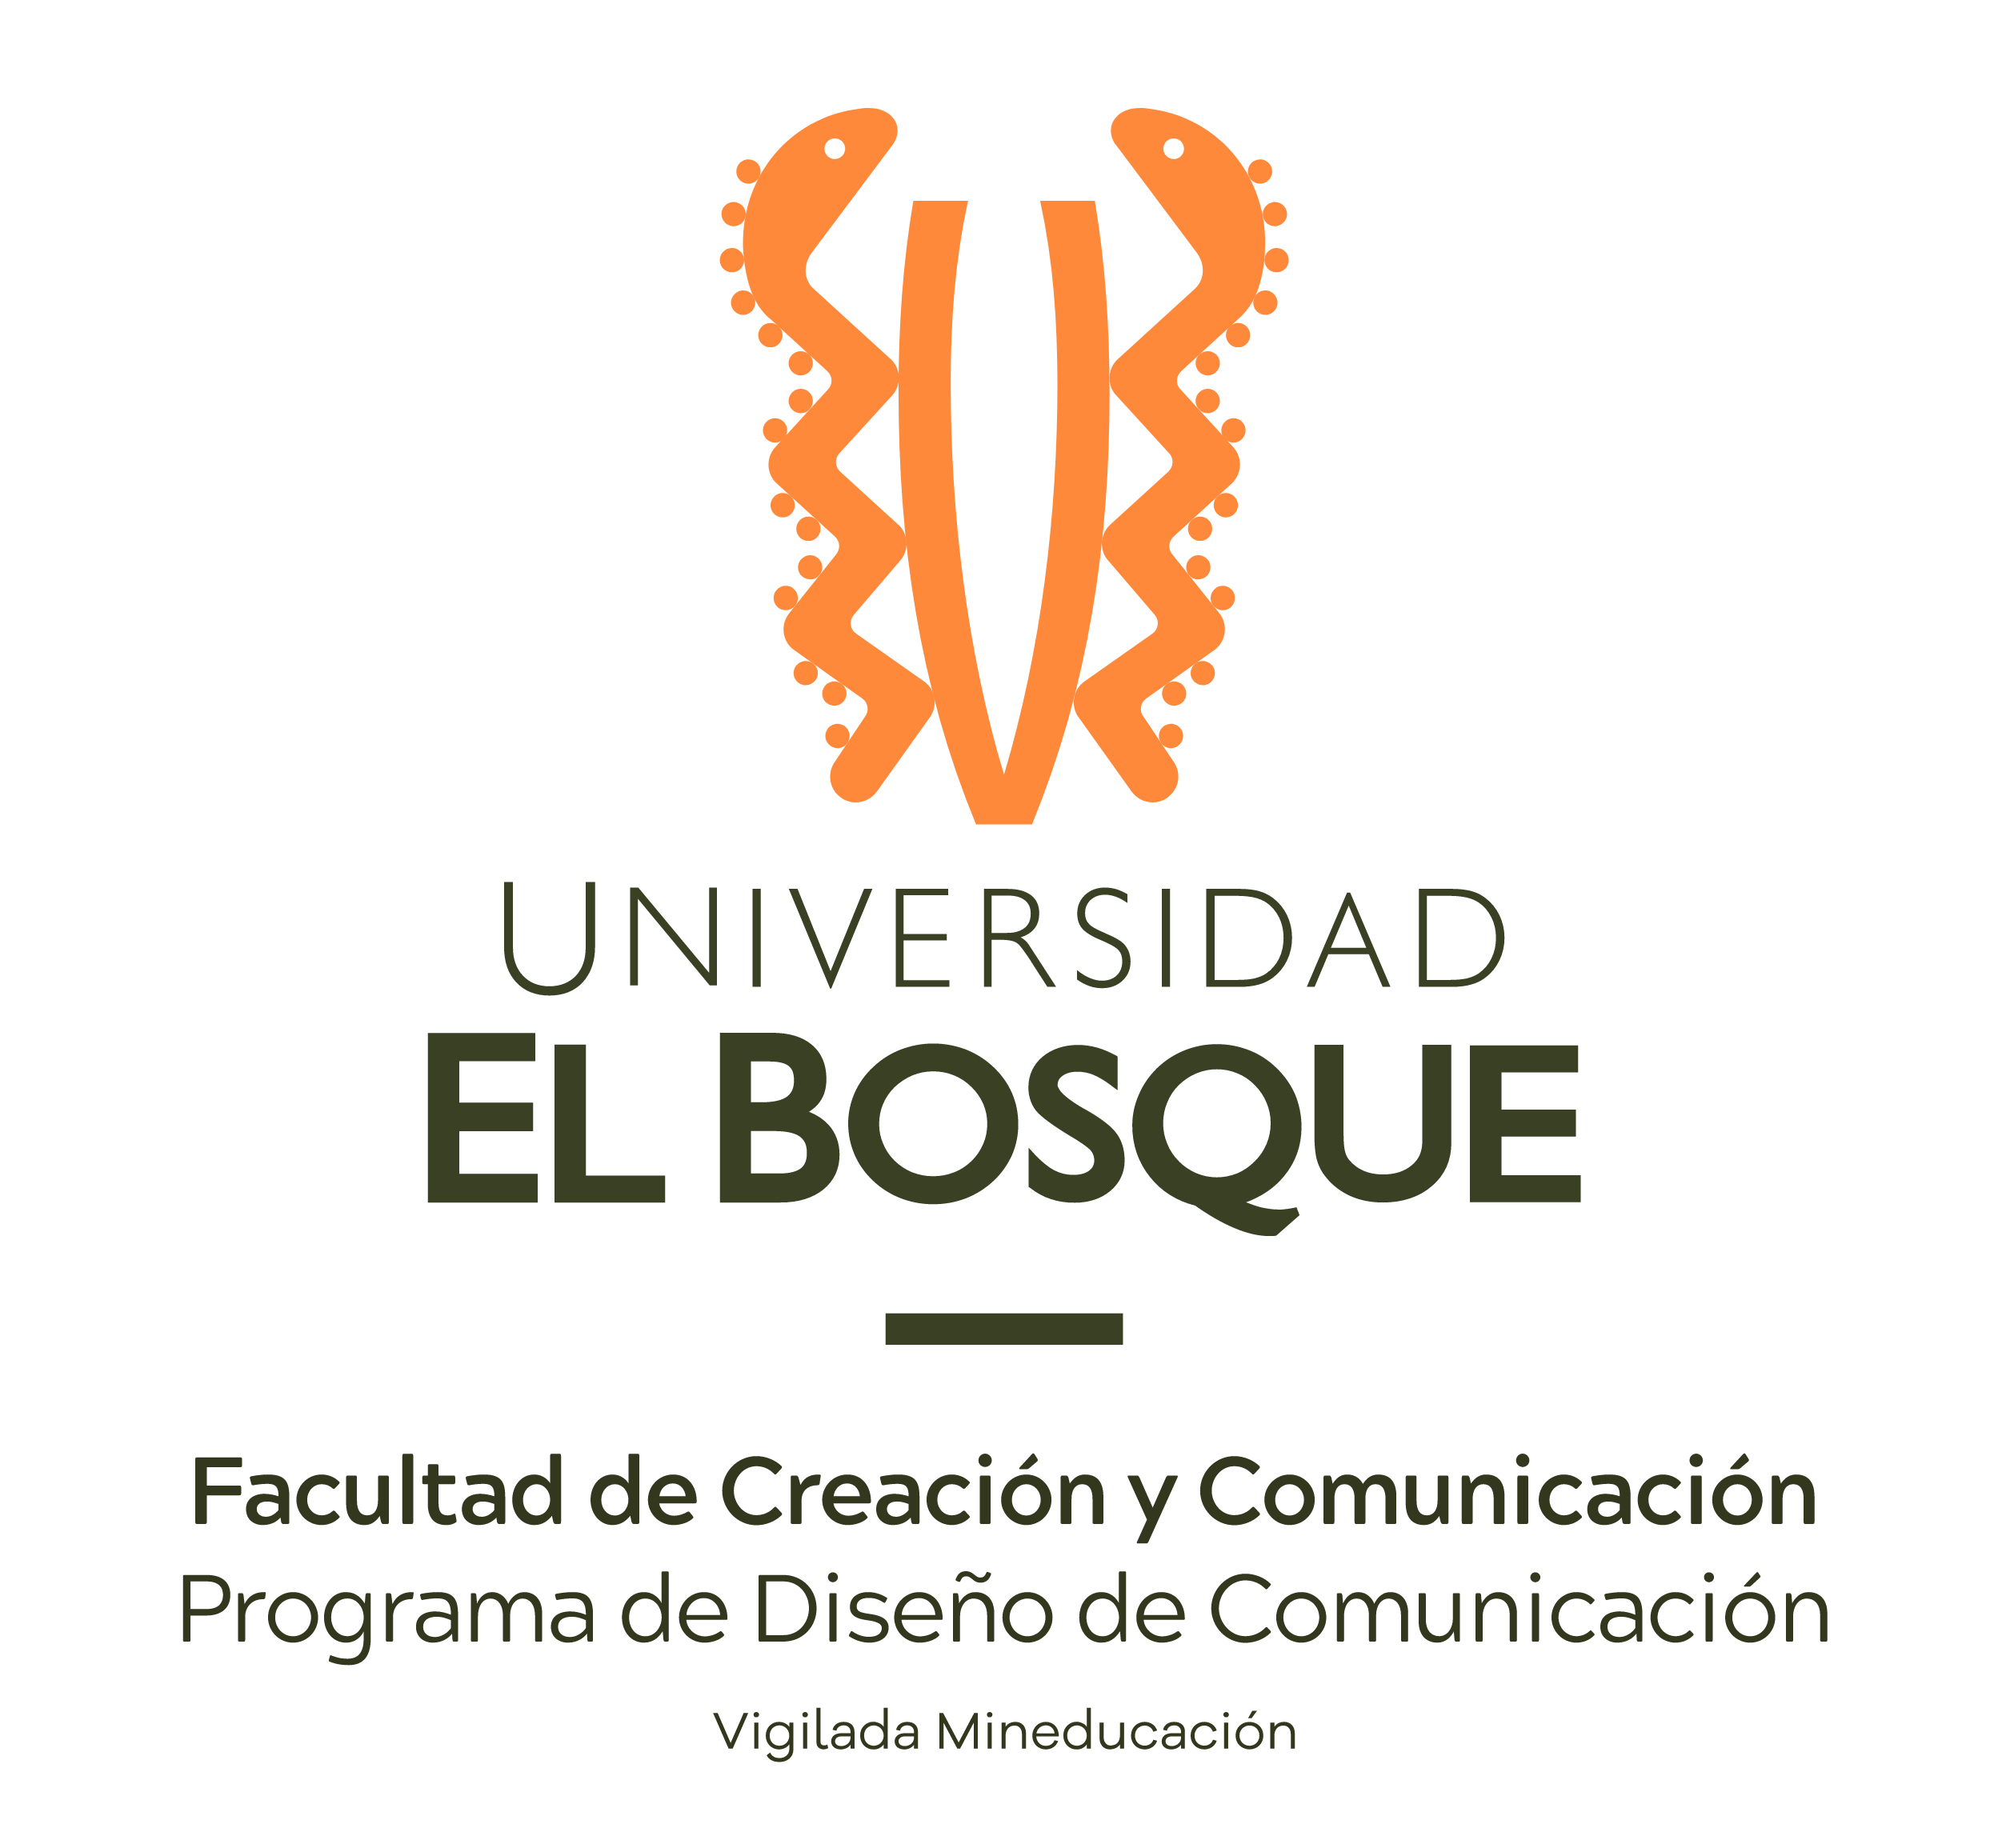 UNIVERSIDAD
EL BOSQUE
Facultad de Creación y Comunicación
Programa de Diseño de Comunicación
Vigilada Mineducación